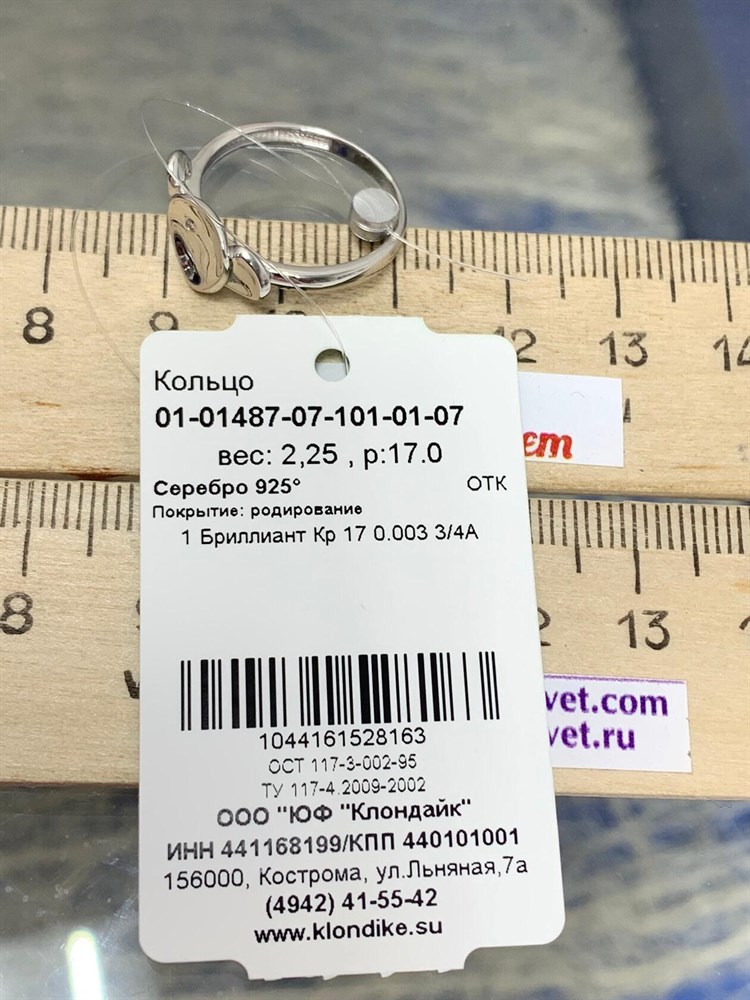 8 9 12 13 14
ет
Кольцо
01-01487-07-101-01-07
вес: 2,25 , р:17.0
Серебро 925° ОТК
Покрытие: родирование
1 Бриллиант Кр 17 0.003 3/4А
8 13
vet.com
vet.ru
1044161528163
ОСТ 117-3-002-95
ТУ 117-4.2009-2002
ООО "ЮФ "Клондайк"
ИНН 441168199/КПП 440101001
156000, Кострома, ул.Льняная,7а
(4942) 41-55-42
www.klondike.su